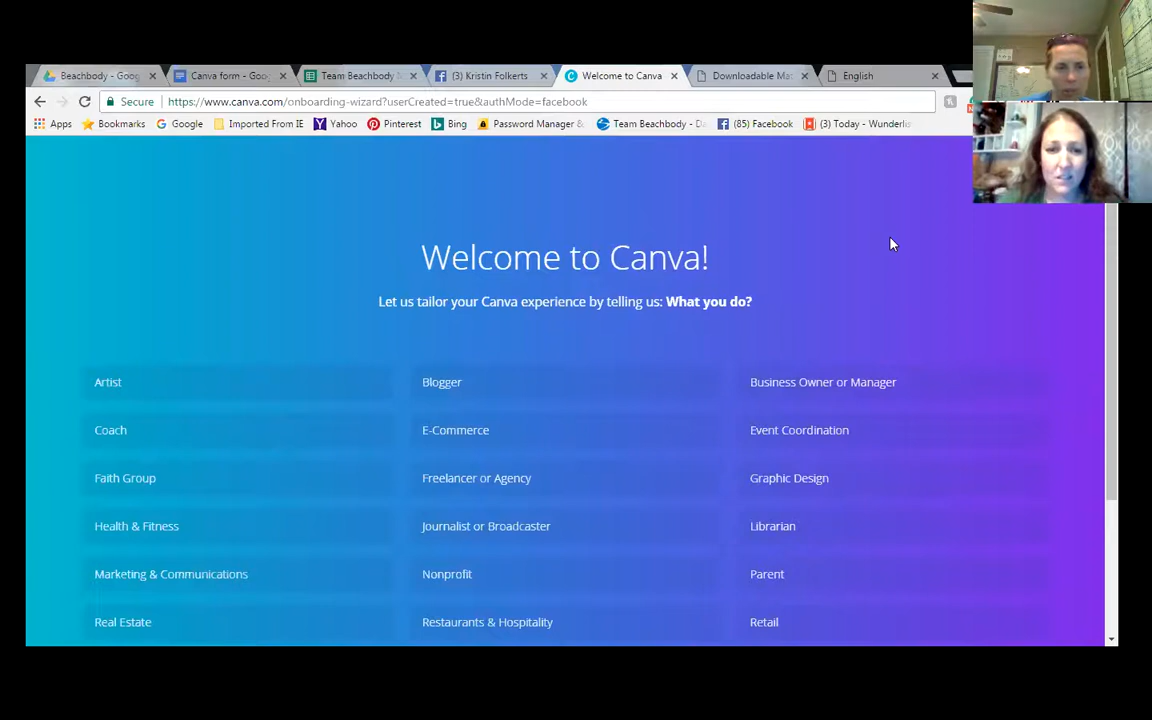 Beachbody - Goog
Canva form - Goog
Team Beachbody
(3) Kristin Folkerts
Welcome to Canva
Downloadable Ma
English
Secure
https://www.canva.com/onboarding-wizard?userCreated=true&authMode=facebook
Apps
Bookmarks
Google
Imported From IE
Yahoo
Pinterest
Bing
Password Manager &
Team Beachbody - D
(85) Facebook
(3) Today - Wunderlis
Welcome to Canva!
Let us tailor your Canva experience by telling us: What you do?
Artist
Blogger
Business Owner or Manager
Coach
E-Commerce
Event Coordination
Faith Group
Freelancer or Agency
Graphic Design
Health & Fitness
Journalist or Broadcaster
Librarian
Marketing & Communications
Nonprofit
Parent
Real Estate
Restaurants & Hospitality
Retail